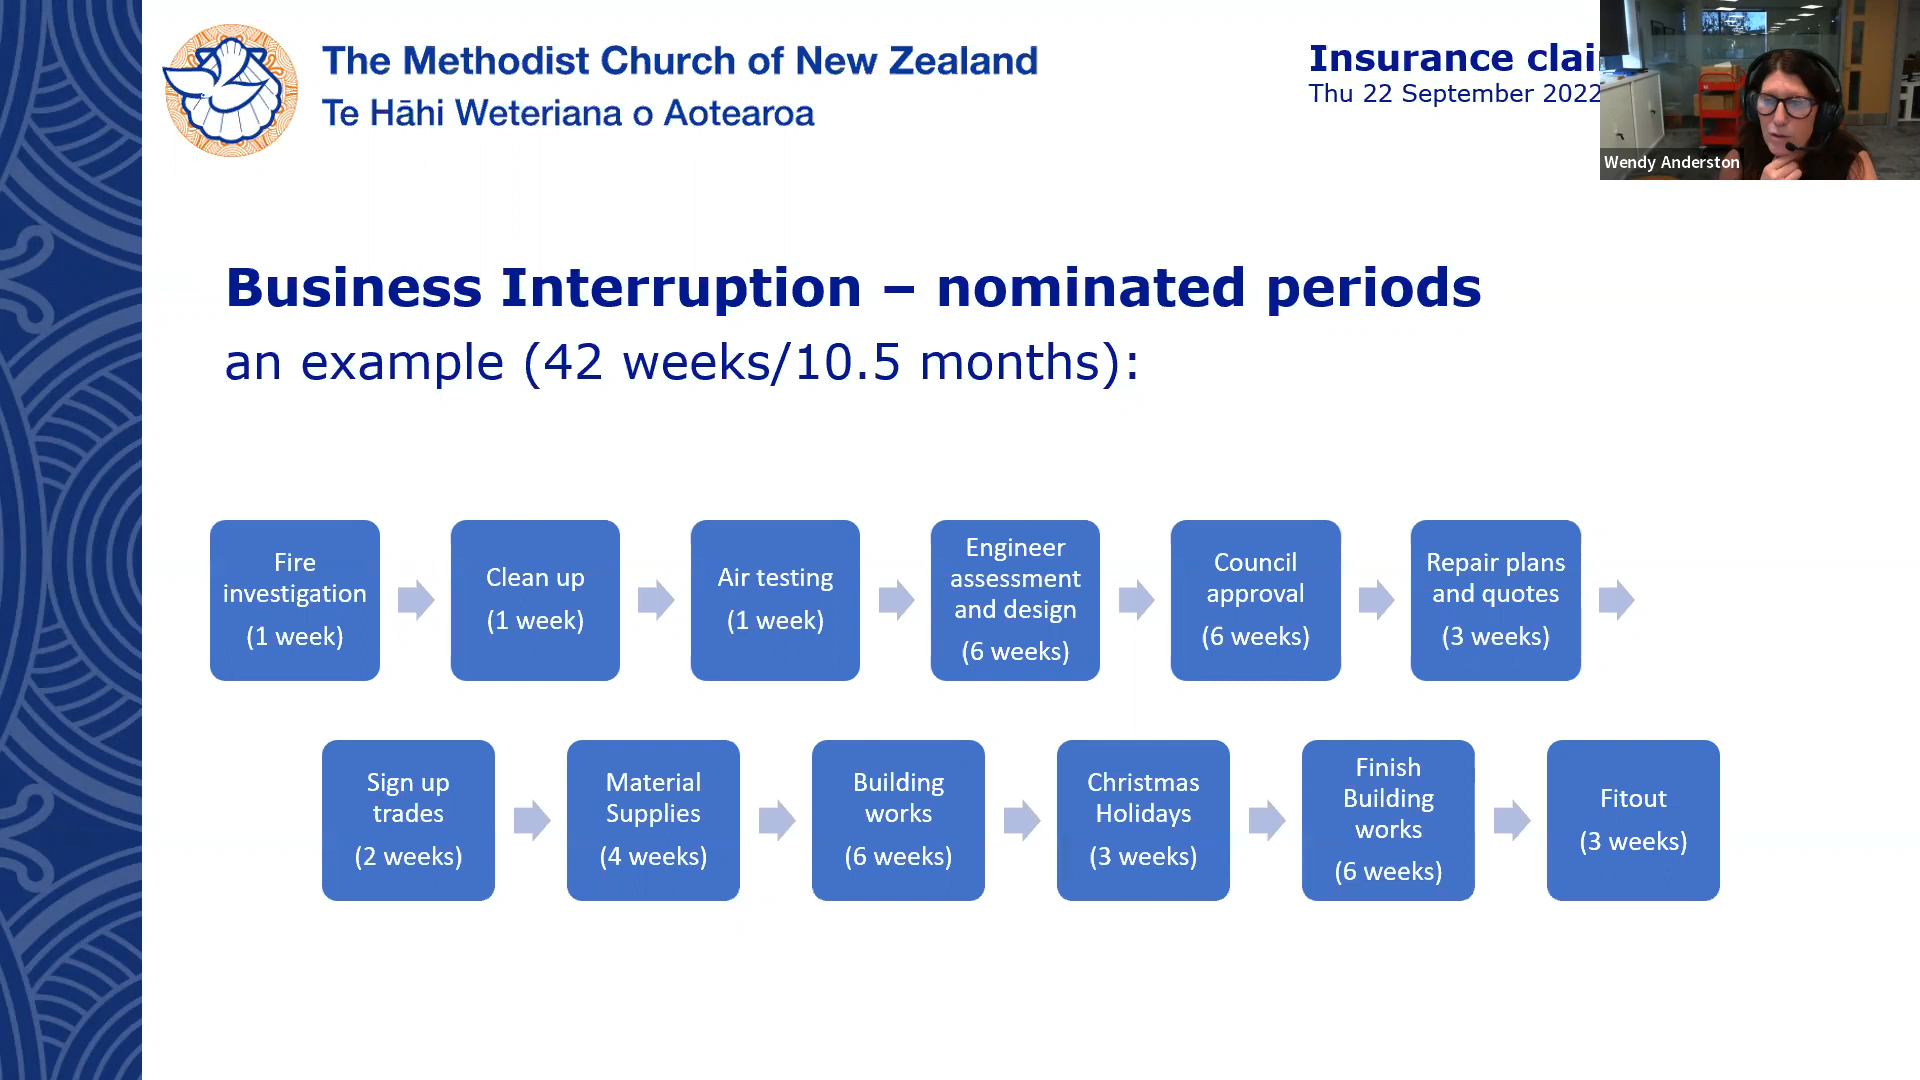 The Methodist Church of New Zealand
Te Hāhi Weteriana o Aotearoa
Insurance clai
Thu 22 September 2022
Wendy Anderston
Business Interruption – nominated periods
an example (42 weeks/10.5 months):
Fire
investigation
(1 week)
Clean up
(1 week)
Air testing
(1 week)
Engineer
assessment
and design
(6 weeks)
Council
approval
(6 weeks)
Repair plans
and quotes
(3 weeks)
Sign up
trades
(2 weeks)
Material
Supplies
(4 weeks)
Building
works
(6 weeks)
Christmas
Holidays
(3 weeks)
Finish
Building
works
(6 weeks)
Fitout
(3 weeks)